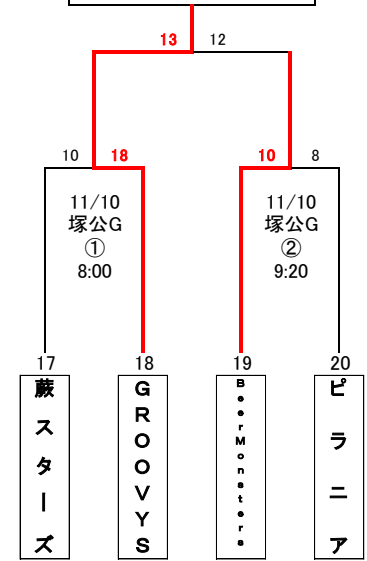 13 12
10 18 10 8
11/10 11/10
塚公G 塚公G
① ②
8:00 9:20
17 18 19 20
蕨スターズ
GROOVYS
BeerMonsters
ピラニア